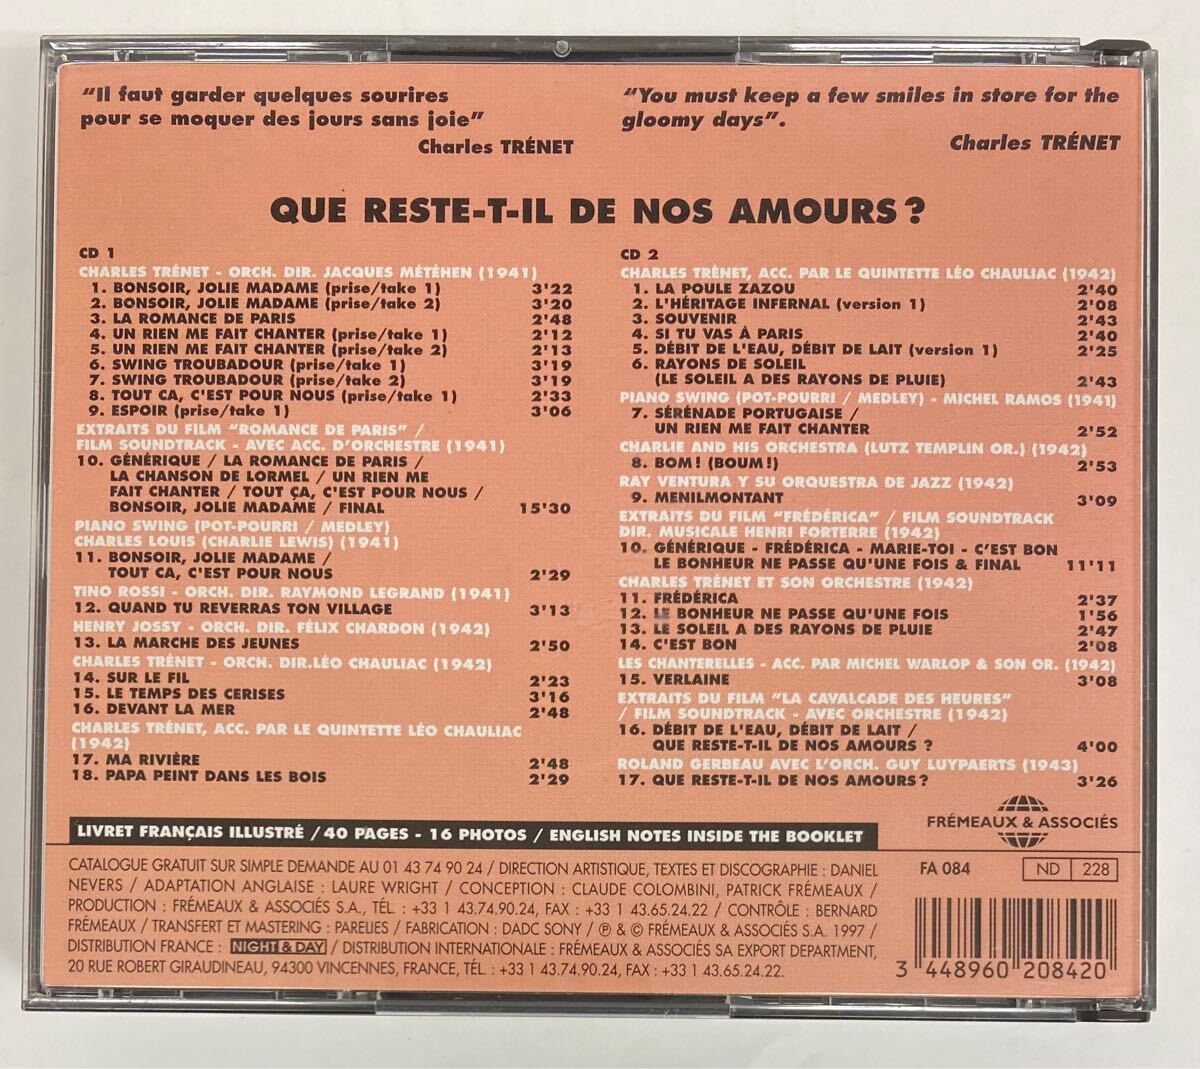 “Il faut garder quelques sourires
pour se moquer des jours sans joie”
Charles TRÉNET
“You must keep a few smiles in store for the
gloomy days”.
Charles TRÉNET
QUE RESTE-T-IL DE NOS AMOURS ?
CD 1
CHARLES TRÉNET - ORCH. DIR. JACQUES MÉTÉHEN (1941)
1. BONSOIR, JOLIE MADAME (prise/take 1) 3'22
2. BONSOIR, JOLIE MADAME (prise/take 2) 3'20
3. LA ROMANCE DE PARIS 2'48
4. UN RIEN ME FAIT CHANTER (prise/take 1) 2'12
5. UN RIEN ME FAIT CHANTER (prise/take 2) 2'13
6. SWING TROUBADOUR (prise/take 1) 3'19
7. SWING TROUBADOUR (prise/take 2) 3'19
8. TOUT CA, C'EST POUR NOUS (prise/take 1) 2'33
9. ESPOIR (prise/take 1) 3'06
EXTRAITS DU FILM “ROMANCE DE PARIS” /
FILM SOUNDTRACK - AVEC ACC. D'ORCHESTRE (1941)
10. GÉNÉRIQUE / LA ROMANCE DE PARIS /
LA CHANSON DE LORMEL / UN RIEN ME
FAIT CHANTER / TOUT ÇA, C'EST POUR NOUS /
BONSOIR, JOLIE MADAME / FINAL 15'30
PIANO SWING (POT-POURRI / MEDLEY)
CHARLES LOUIS (CHARLIE LEWIS) (1941)
11. BONSOIR, JOLIE MADAME /
TOUT CA, C'EST POUR NOUS 2'29
TINO ROSSI - ORCH. DIR. RAYMOND LEGRAND (1941)
12. QUAND TU REVERRAS TON VILLAGE 3'13
HENRY JOSSY - ORCH. DIR. FÉLIX CHARDON (1942)
13. LA MARCHE DES JEUNES 2'50
CHARLES TRÉNET - ORCH. DIR.LÉO CHAULIAC (1942)
14. SUR LE FIL 2'23
15. LE TEMPS DES CERISES 3'16
16. DEVANT LA MER 2'48
CHARLES TRÉNET, ACC. PAR LE QUINTETTE LÉO CHAULIAC
(1942)
17. MA RIVIÈRE 2'48
18. PAPA PEINT DANS LES BOIS 2'29
CD 2
CHARLES TRÉNET, ACC. PAR LE QUINTETTE LÉO CHAULIAC (1942)
1. LA POULE ZAZOU 2'40
2. L'HÉRITAGE INFERNAL (version 1) 2'08
3. SOUVENIR 2'43
4. SI TU VAS À PARIS 2'40
5. DÉBIT DE L'EAU, DÉBIT DE LAIT (version 1) 2'25
6. RAYONS DE SOLEIL
(LE SOLEIL A DES RAYONS DE PLUIE) 2'43
PIANO SWING (POT-POURRI / MEDLEY) - MICHEL RAMOS (1941)
7. SÉRÉNADE PORTUGAISE /
UN RIEN ME FAIT CHANTER 2'52
CHARLIE AND HIS ORCHESTRA (LUTZ TEMPLIN OR.) (1942)
8. BOM! (BOUM!) 2'53
RAY VENTURA Y SU ORQUESTRA DE JAZZ (1942)
9. MENILMONTANT 3'09
EXTRAITS DU FILM “FRÉDÉRICA” / FILM SOUNDTRACK
DIR. MUSICALE HENRI FORTERRE (1942)
10. GÉNÉRIQUE - FRÉDÉRICA - MARIE-TOI - C'EST BON
LE BONHEUR NE PASSE QU'UNE FOIS & FINAL 11'11
CHARLES TRÉNET ET SON ORCHESTRE (1942)
11. FRÉDÉRICA 2'37
12. LE BONHEUR NE PASSE QU'UNE FOIS 1'56
13. LE SOLEIL A DES RAYONS DE PLUIE 2'47
14. C'EST BON 2'08
LES CHANTERELLES - ACC. PAR MICHEL WARLOP & SON OR. (1942)
15. VERLAINE 3'08
EXTRAITS DU FILM “LA CAVALCADE DES HEURES”
/ FILM SOUNDTRACK - AVEC ORCHESTRE (1942)
16. DÉBIT DE L'EAU, DÉBIT DE LAIT /
QUE RESTE-T-IL DE NOS AMOURS ? 4'00
ROLAND GERBEAU AVEC L'ORCH. GUY LUYPAERTS (1943)
17. QUE RESTE-T-IL DE NOS AMOURS ? 3'26
FRÉMEAUX & ASSOCIÉS
LIVRET FRANÇAIS ILLUSTRÉ / 40 PAGES - 16 PHOTOS / ENGLISH NOTES INSIDE THE BOOKLET
CATALOGUE GRATUIT SUR SIMPLE DEMANDE AU 01 43 74 90 24 / DIRECTION ARTISTIQUE, TEXTES ET DISCOGRAPHIE : DANIEL
NEVERS / ADAPTATION ANGLAISE : LAURE WRIGHT / CONCEPTION : CLAUDE COLOMBINI, PATRICK FRÉMEAUX /
PRODUCTION : FRÉMEAUX & ASSOCIÉS S.A., TÉL. : +33 1 43.74.90.24, FAX : +33 1 43.65.24.22 / CONTRÔLE : BERNARD
FRÉMEAUX / TRANSFERT ET MASTERING : PARELIES / FABRICATION : DADC SONY / ℗ & © FRÉMEAUX & ASSOCIÉS S.A. 1997 /
DISTRIBUTION FRANCE : NIGHT & DAY / DISTRIBUTION INTERNATIONALE : FRÉMEAUX & ASSOCIÉS SA EXPORT DEPARTMENT,
20 RUE ROBERT GIRAUDINEAU, 94300 VINCENNES, FRANCE, TÉL. : +33 1 43.74.90.24, FAX : +33 1 43.65.24.22.
FA 084
ND 228
3 448960 208420